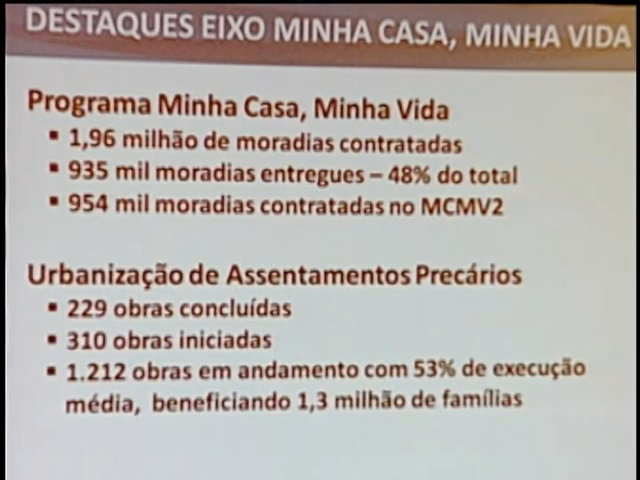 DESTAQUES EIXO MINHA CASA, MINHA VIDA
Programa Minha Casa, Minha Vida
▪ 1,96 milhão de moradias contratadas
▪ 935 mil moradias entregues – 48% do total
▪ 954 mil moradias contratadas no MCMV2
Urbanização de Assentamentos Precários
▪ 229 obras concluídas
▪ 310 obras iniciadas
▪ 1.212 obras em andamento com 53% de execução
média, beneficiando 1,3 milhão de famílias